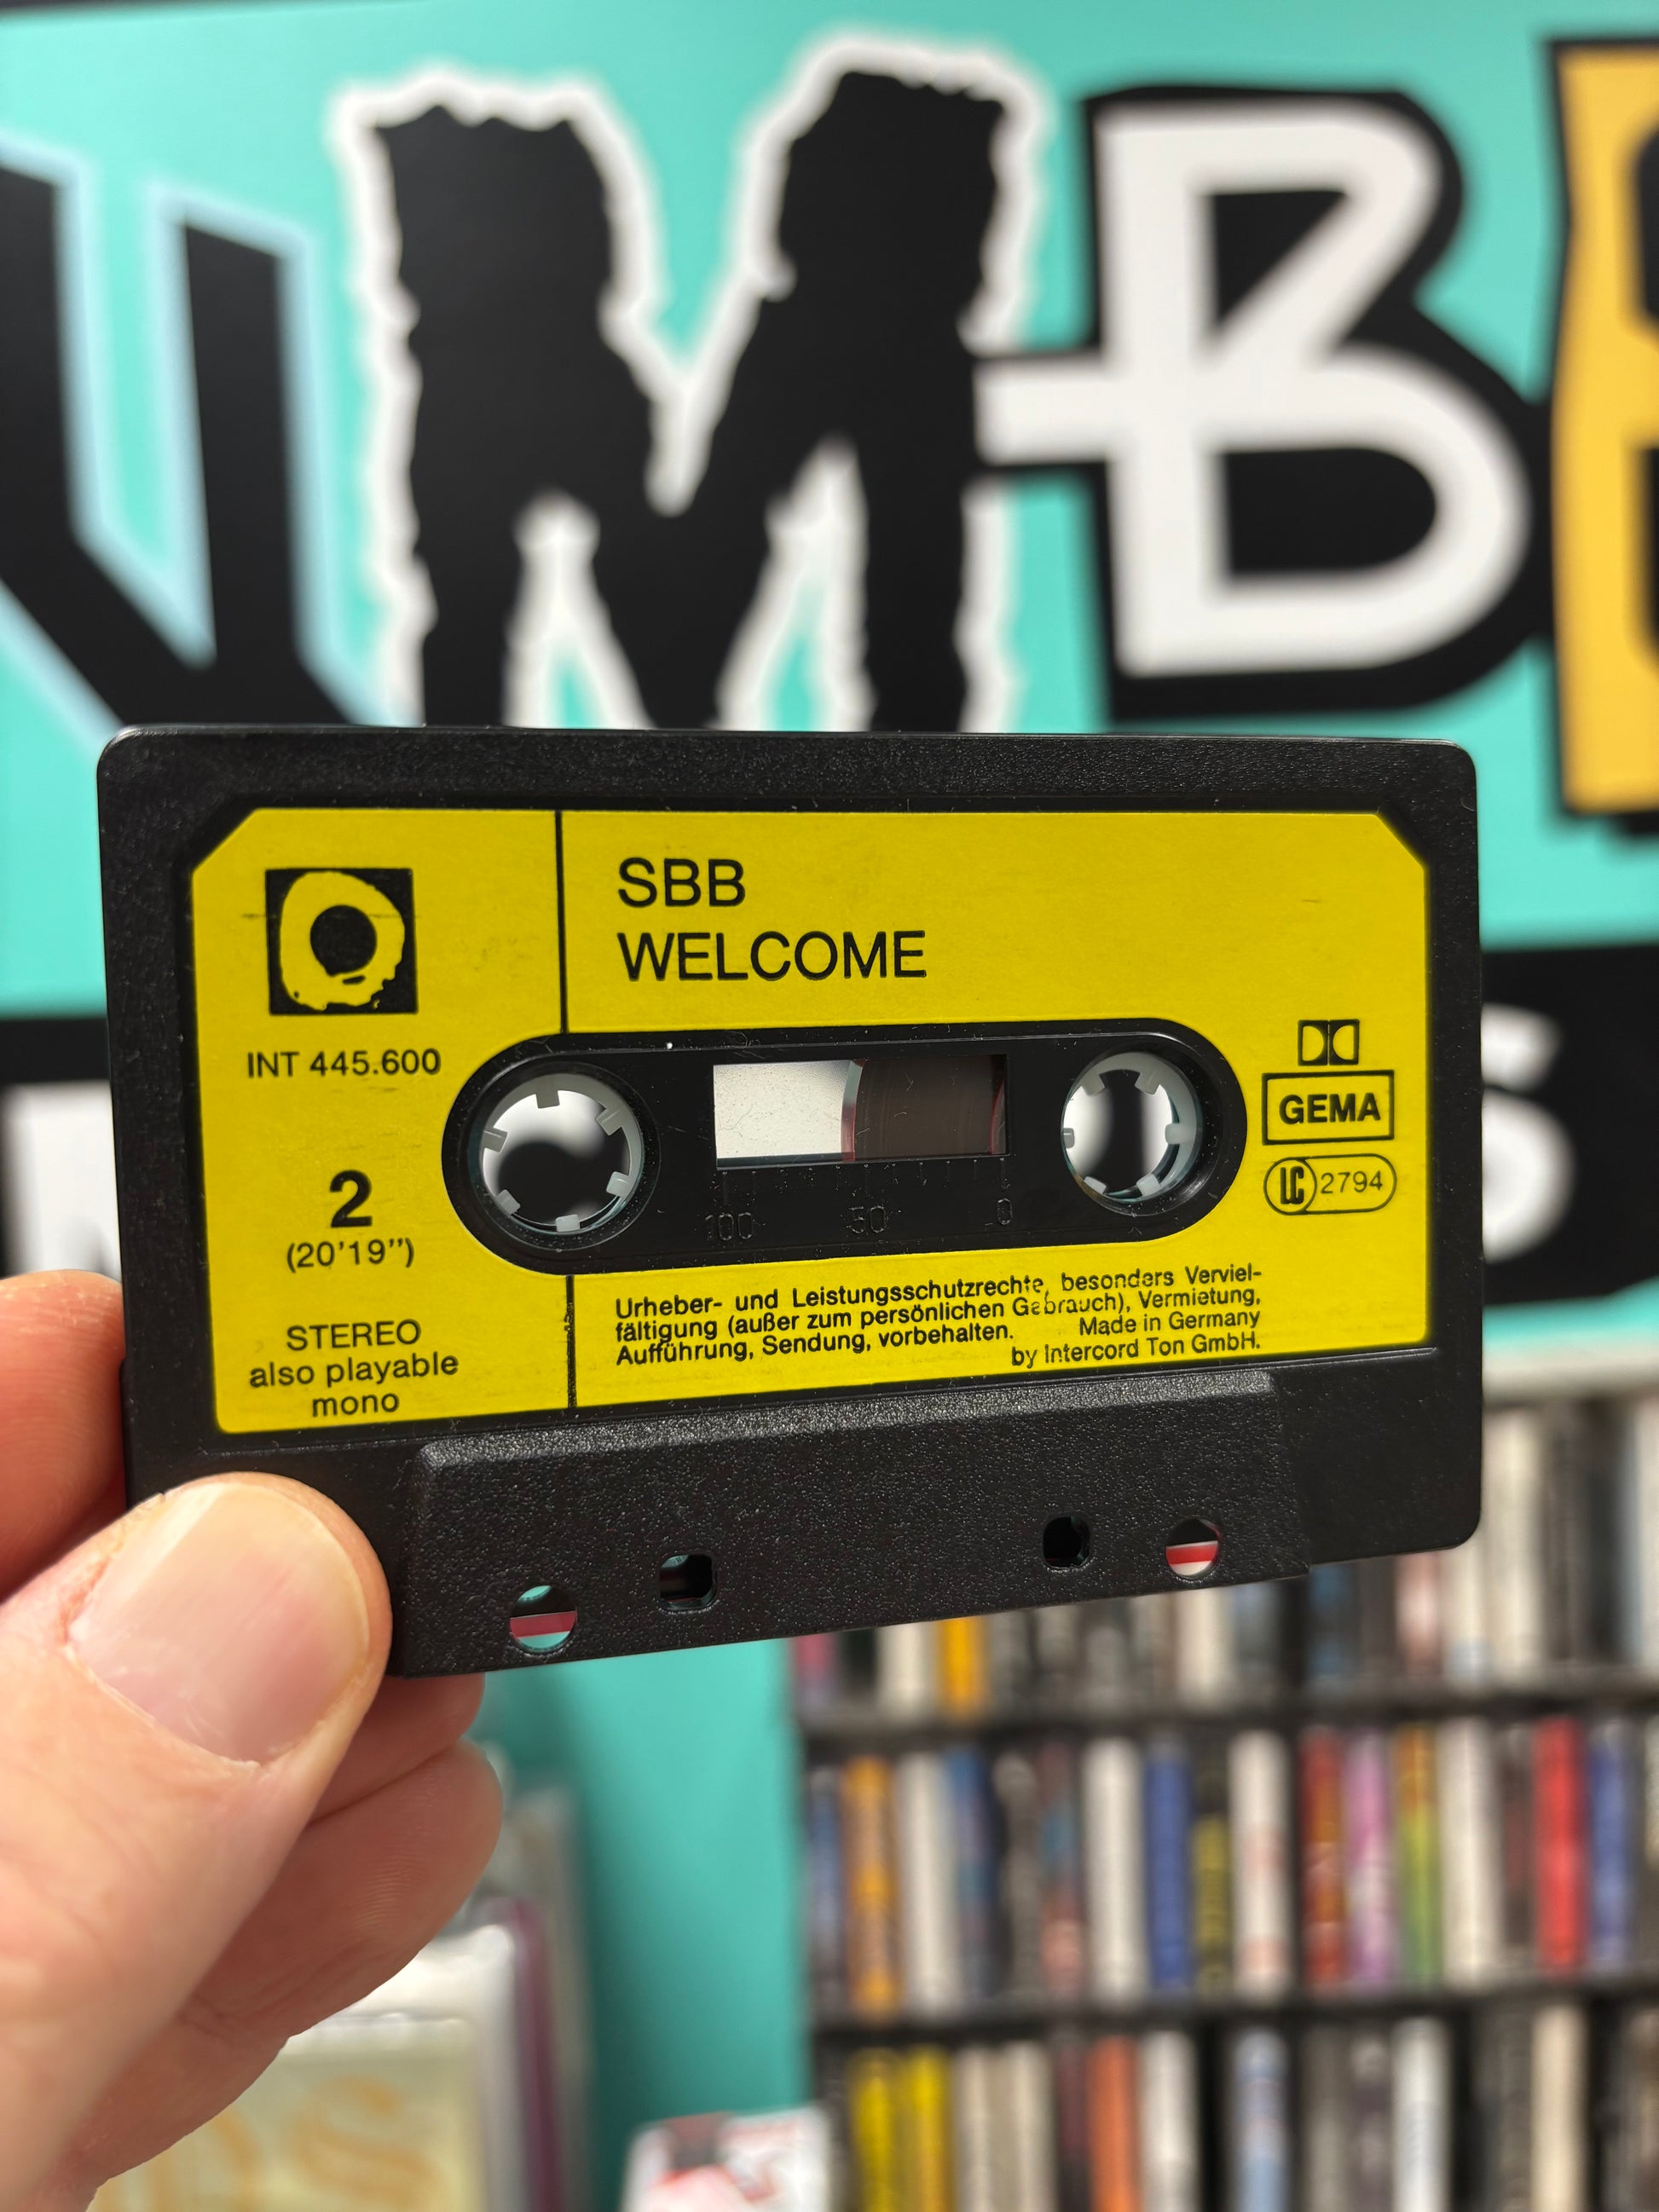 MB
SBB
WELCOME
INT 445.600
GEMA
LC 2794
2
(20'19'')
100 50 0
STEREO
also playable
mono
Urheber- und Leistungsschutzrechte, besonders Verviel-
fältigung (außer zum persönlichen Gebrauch), Vermietung,
Aufführung, Sendung, vorbehalten. Made in Germany
by Intercord Ton GmbH.